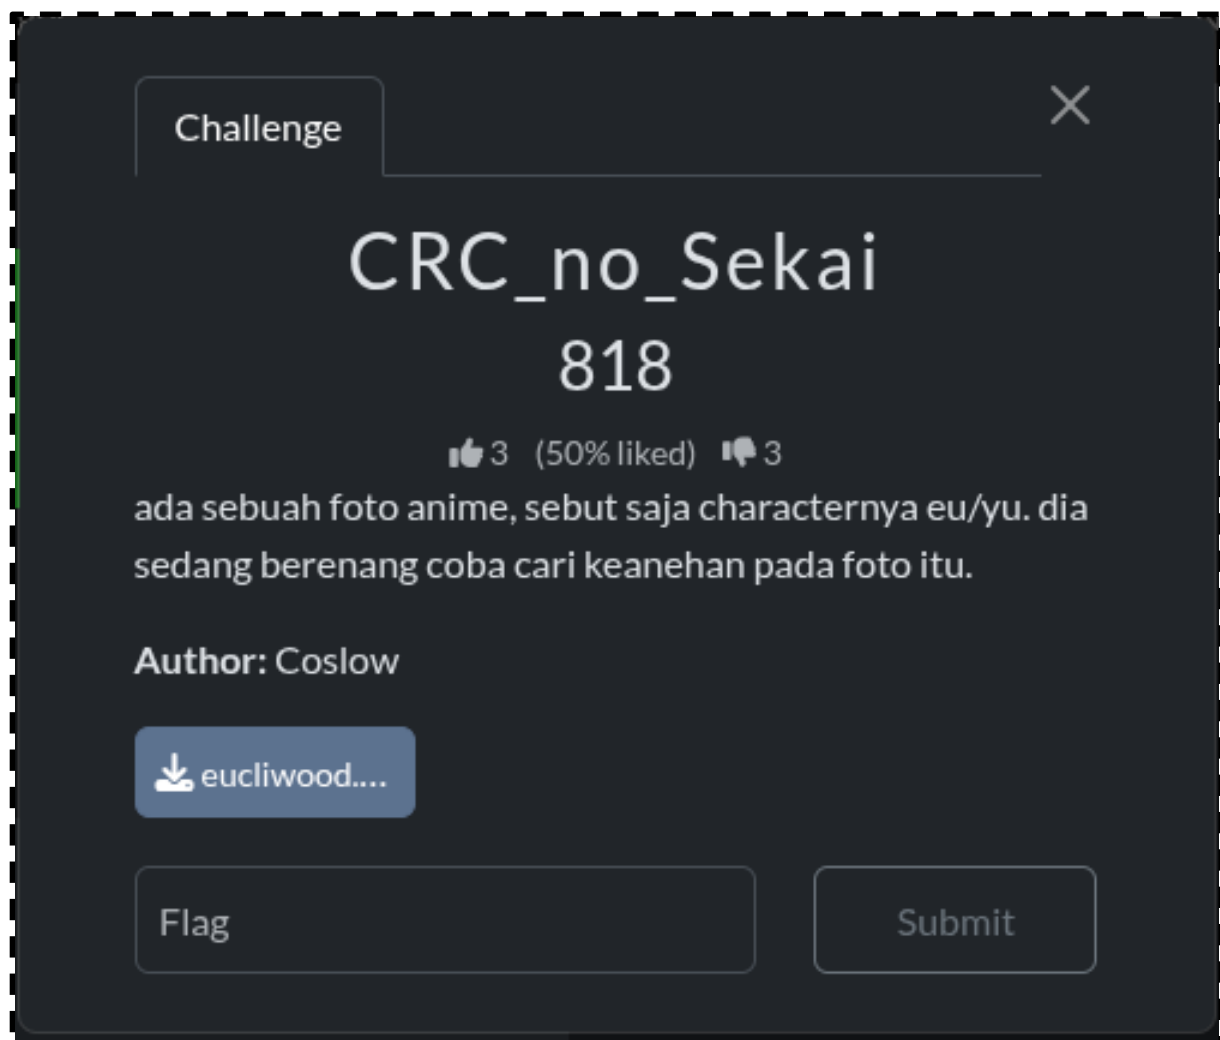 Challenge
CRC_no_Sekai
818
3 (50% liked) 3
ada sebuah foto anime, sebut saja characternya eu/yu. dia
sedang berenang coba cari keanehan pada foto itu.
Author: Coslow
eucliwood....
Flag
Submit